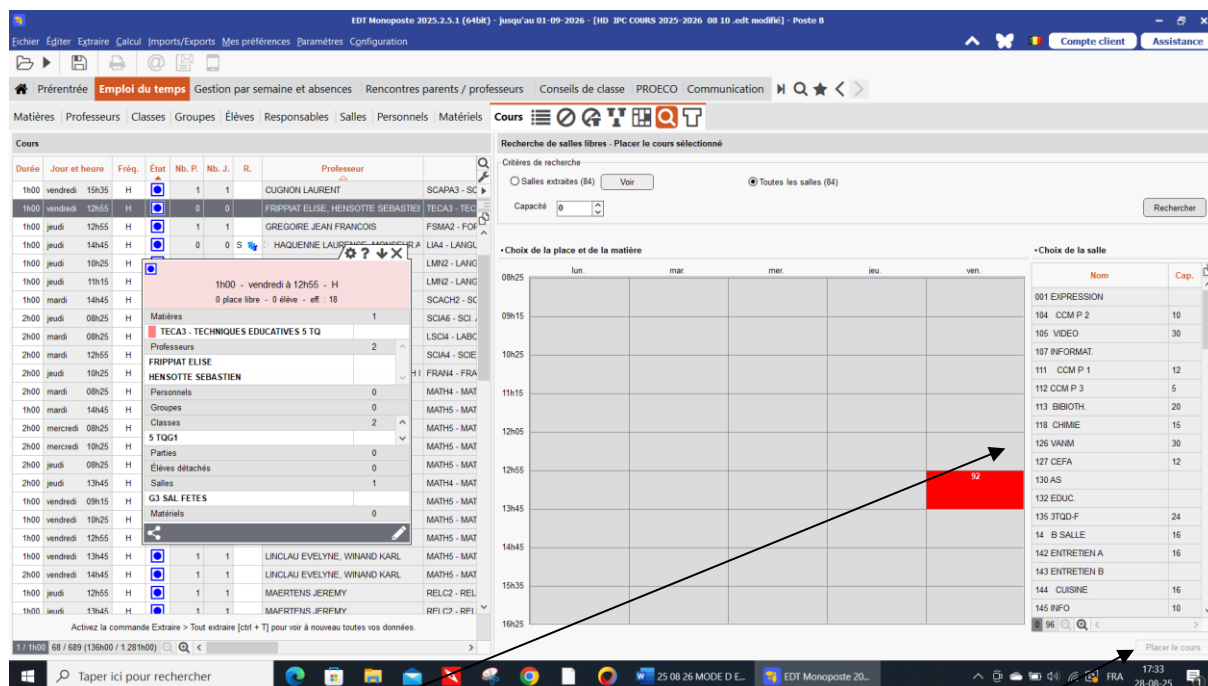 EDT Monoposte 2025.2.5.1 (64bit) - jusqu'au 01-09-2026 - [HD IPC COURS 2025-2026 08 10 .edt modifié] - Poste B
Eichier Éditer Extraire Calcul Imports/Exports Mes préférences Paramètres Configuration Compte client Assistance
Prérentrée Emploi du temps Gestion par semaine et absences Rencontres parents / professeurs Conseils de classe PROECO Communication
Matières Professeurs Classes Groupes Élèves Responsables Salles Personnels Matériels Cours
Cours
Durée Jour et heure Fréq. État Nb. P. Nb. J. R. Professeur
1h00 vendredi 15h35 H 1 1 CUGNON LAURENT SCAPA3 - SC
1h00 vendredi 12h55 H 0 0 FRIPPIAT ELISE, HENSOTTE SEBASTIEN TECA3 - TEC
1h00 jeudi 12h55 H 1 1 GREGOIRE JEAN FRANCOIS FSMA2 - FOR
1h00 jeudi 14h45 H 0 0 S HAQUENNE LAURENCE, MONSEUR A LIA4 - LANGU
1h00 jeudi 10h25 H LMN2 - LANG
1h00 jeudi 11h15 H LMN2 - LANG
1h00 mardi 14h45 H SCACH2 - SC
2h00 jeudi 08h25 H SCIA6 - SCI.
2h00 mardi 08h25 H LSCI4 - LABC
2h00 mardi 12h55 H SCIA4 - SCIE
2h00 jeudi 10h25 H H I FRAN4 - FRA
2h00 mardi 08h25 H MATH4 - MAT
1h00 mardi 14h45 H MATH5 - MAT
2h00 mercredi 08h25 H MATH5 - MAT
2h00 mercredi 10h25 H MATH5 - MAT
2h00 jeudi 08h25 H MATH5 - MAT
2h00 jeudi 13h45 H MATH4 - MAT
1h00 vendredi 09h15 H MATH5 - MAT
1h00 vendredi 10h25 H MATH5 - MAT
1h00 vendredi 12h55 H MATH5 - MAT
1h00 vendredi 13h45 H 1 1 LINCLAU EVELYNE, WINAND KARL MATH5 - MAT
2h00 vendredi 14h45 H 1 1 LINCLAU EVELYNE, WINAND KARL MATH5 - MAT
1h00 jeudi 12h55 H 1 1 MAERTENS JEREMY RELC2 - REL
1h00 jeudi 13h45 H 1 1 MAERTENS JEREMY RELC2 - REL
Activez la commande Extraire > Tout extraire [ctrl + T] pour voir à nouveau toutes vos données.
1 / 1h00 68 / 689 (136h00 / 1.281h00)
1h00 - vendredi à 12h55 - H
0 place libre - 0 élève - eff. : 18
Matières 1
TECA3 - TECHNIQUES EDUCATIVES 5 TQ
Professeurs 2
FRIPPIAT ELISE
HENSOTTE SEBASTIEN
Personnels 0
Groupes 0
Classes 2
5 TQG1
Parties 0
Élèves détachés 0
Salles 1
G3 SAL FETES
Matériels 0
Recherche de salles libres - Placer le cours sélectionné
Critères de recherche
Salles extraites (84) Voir Toutes les salles (84)
Capacité 0
Rechercher
•Choix de la place et de la matière
lun. mar. mer. jeu. ven.
08h25
09h15
10h25
11h15
12h05
12h55
92
13h45
14h45
15h35
16h25
•Choix de la salle
Nom Cap.
001 EXPRESSION
104 CCM P 2 10
105 VIDEO 30
107 INFORMAT.
111 CCM P 1 12
112 CCM P 3 5
113 BIBIOTH. 20
118 CHIMIE 15
126 VANM 30
127 CEFA 12
130 AS
132 EDUC.
135 3TQD-F 24
14 B SALLE 16
142 ENTRETIEN A 16
143 ENTRETIEN B
144 CUISINE 16
145 INFO 10
0 96
Placer le cours
Taper ici pour rechercher
25 08 26 MODE D E...
EDT Monoposte 20...
FRA
17:33
28-08-25